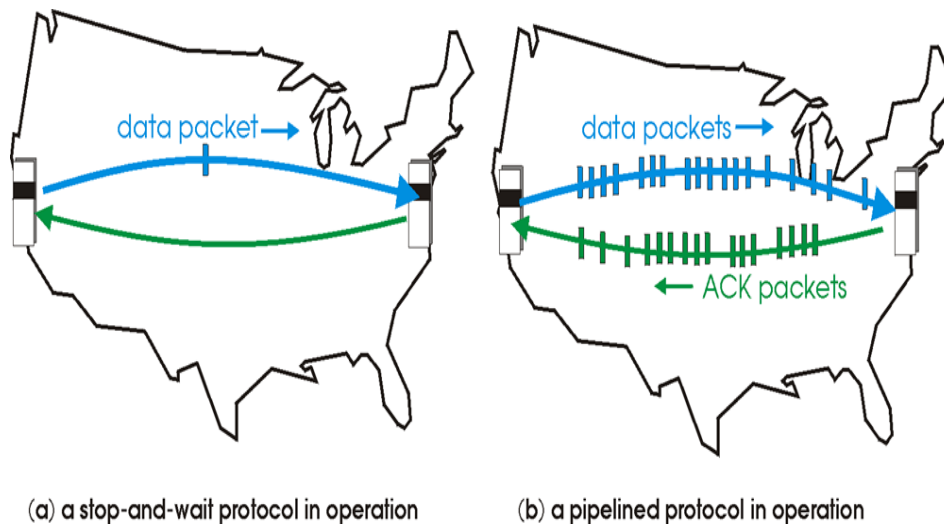 data packet
data packets
ACK packets
(a) a stop-and-wait protocol in operation
(b) a pipelined protocol in operation